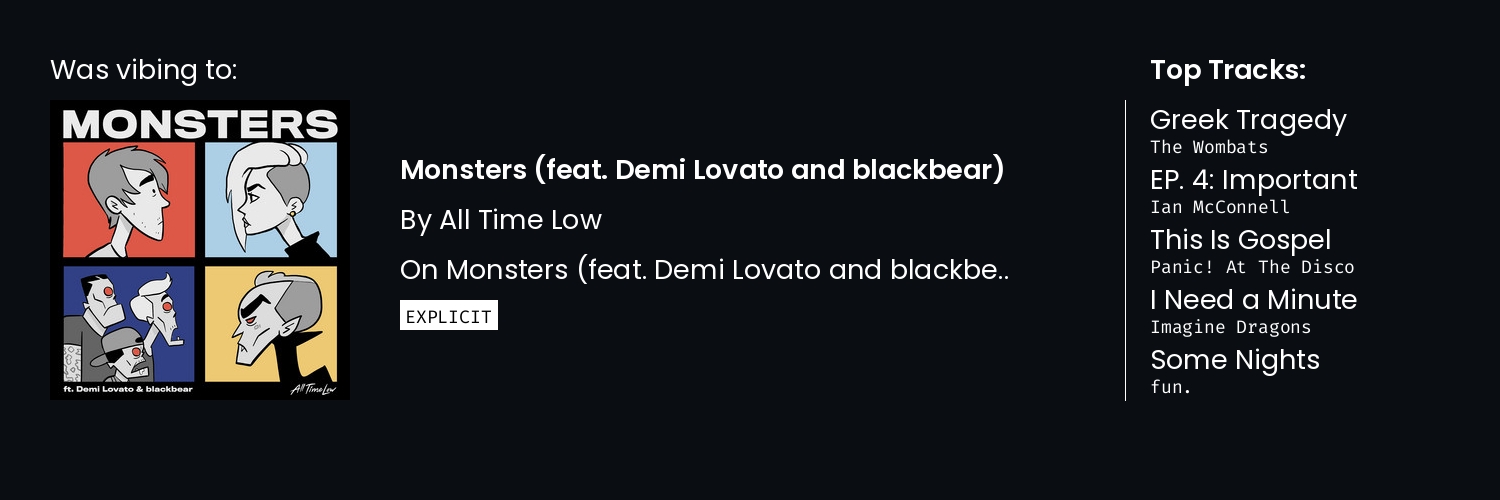 Was vibing to:
MONSTERS
ft. Demi Lovato & blackbear
All Time Low
Monsters (feat. Demi Lovato and blackbear)
By All Time Low
On Monsters (feat. Demi Lovato and blackbe..
EXPLICIT
Top Tracks:
Greek Tragedy
The Wombats
EP. 4: Important
Ian McConnell
This Is Gospel
Panic! At The Disco
I Need a Minute
Imagine Dragons
Some Nights
fun.